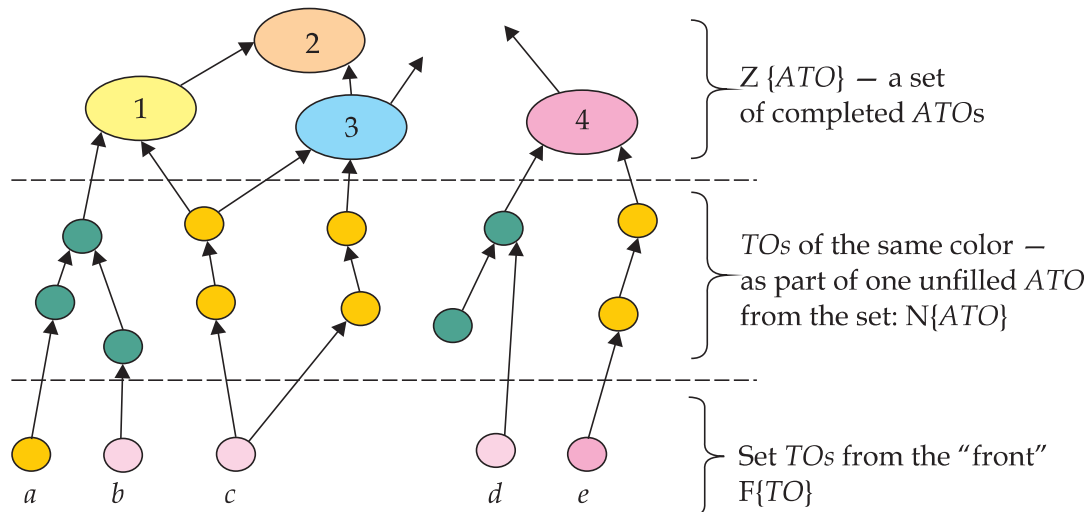 2
1
3
4
Z {ATO} — a set
of completed ATOs
TOs of the same color —
as part of one unfilled ATO
from the set: N{ATO}
Set TOs from the “front”
F{TO}
a b c d e